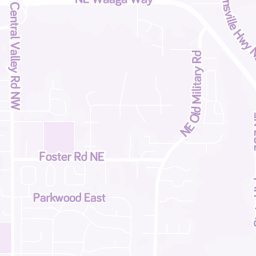 NE Waaga Way
Central Valley Rd NW
NE Old Military Rd
Foster Rd NE
Parkwood East